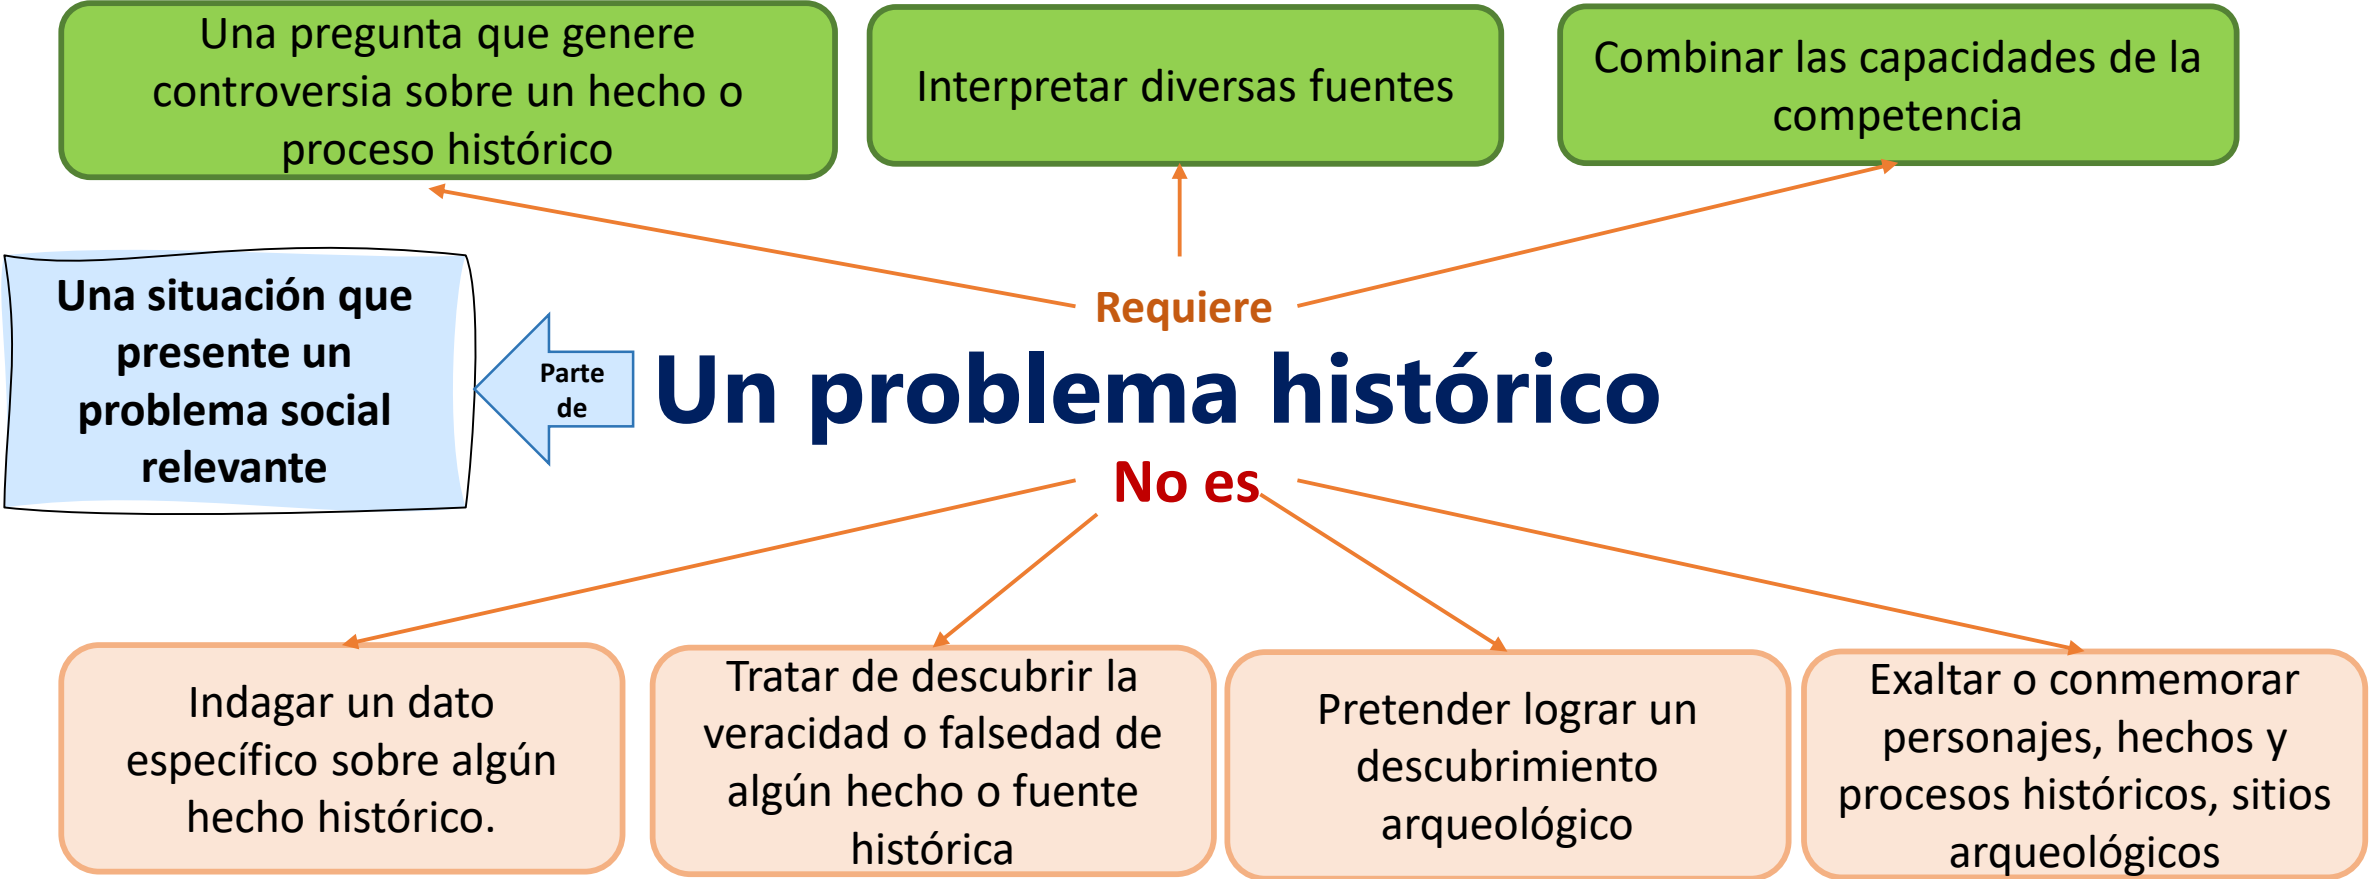 Una pregunta que genere
controversia sobre un hecho o
proceso histórico
Interpretar diversas fuentes
Combinar las capacidades de la
competencia
Requiere
Una situación que
presente un
problema social
relevante
Parte
de
Un problema histórico
No es
Indagar un dato
específico sobre algún
hecho histórico.
Tratar de descubrir la
veracidad o falsedad de
algún hecho o fuente
histórica
Pretender lograr un
descubrimiento
arqueológico
Exaltar o conmemorar
personajes, hechos y
procesos históricos, sitios
arqueológicos